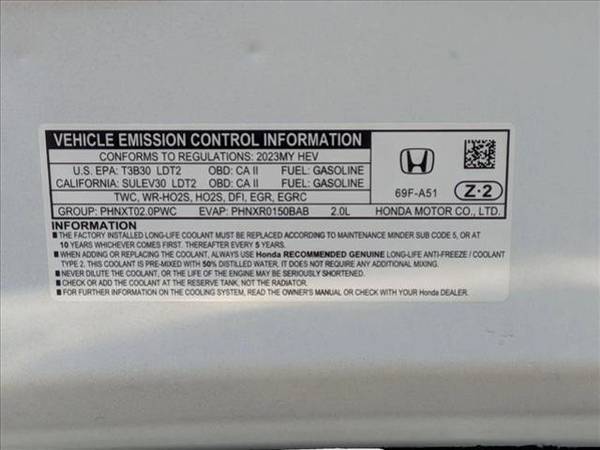 VEHICLE EMISSION CONTROL INFORMATION
CONFORMS TO REGULATIONS: 2023MY HEV
U.S. EPA: T3B30 LDT2 OBD: CA II FUEL: GASOLINE
CALIFORNIA: SULEV30 LDT2 OBD: CA II FUEL: GASOLINE
TWC, WR-HO2S, HO2S, DFI, EGR, EGRC
69F-A51
Z·2
GROUP: PHNXT02.0PWC EVAP: PHNXR0150BAB 2.0L HONDA MOTOR CO., LTD.
INFORMATION
■ THE FACTORY INSTALLED LONG-LIFE COOLANT MUST BE REPLACED ACCORDING TO MAINTENANCE MINDER SUB CODE 5, OR AT
10 YEARS WHICHEVER COMES FIRST. THEREAFTER EVERY 5 YEARS.
■ WHEN ADDING OR REPLACING THE COOLANT, ALWAYS USE Honda RECOMMENDED GENUINE LONG-LIFE ANTI-FREEZE / COOLANT
TYPE 2. THIS COOLANT IS PRE-MIXED WITH 50% DISTILLED WATER, IT DOES NOT REQUIRE ANY ADDITIONAL MIXING.
■ NEVER DILUTE THE COOLANT, OR THE LIFE OF THE ENGINE MAY BE SERIOUSLY SHORTENED.
■ CHECK OR ADD THE COOLANT AT THE RESERVE TANK, NOT THE RADIATOR.
■ FOR FURTHER INFORMATION ON THE COOLING SYSTEM, READ THE OWNER'S MANUAL OR CHECK WITH YOUR Honda DEALER.